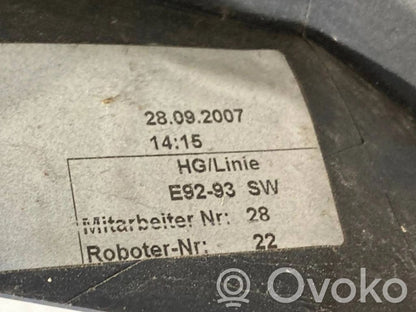 28.09.2007
14:15
HG/Linie
E92-93 SW
Mitarbeiter Nr: 28
Roboter-Nr: 22
Ovoko